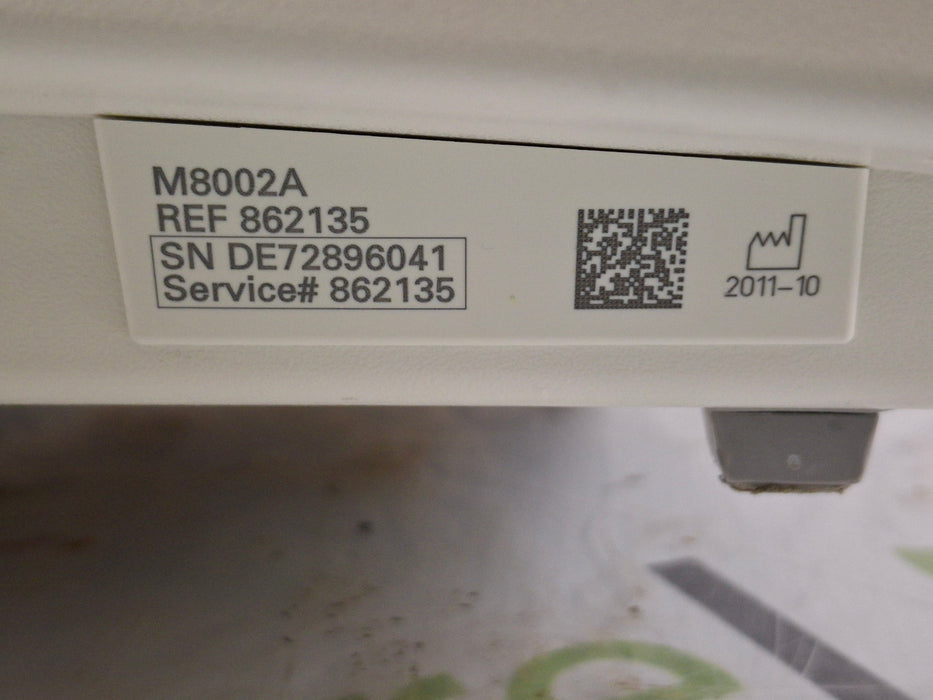 M8002A
REF 862135
SN DE72896041
Service# 862135
2011-10